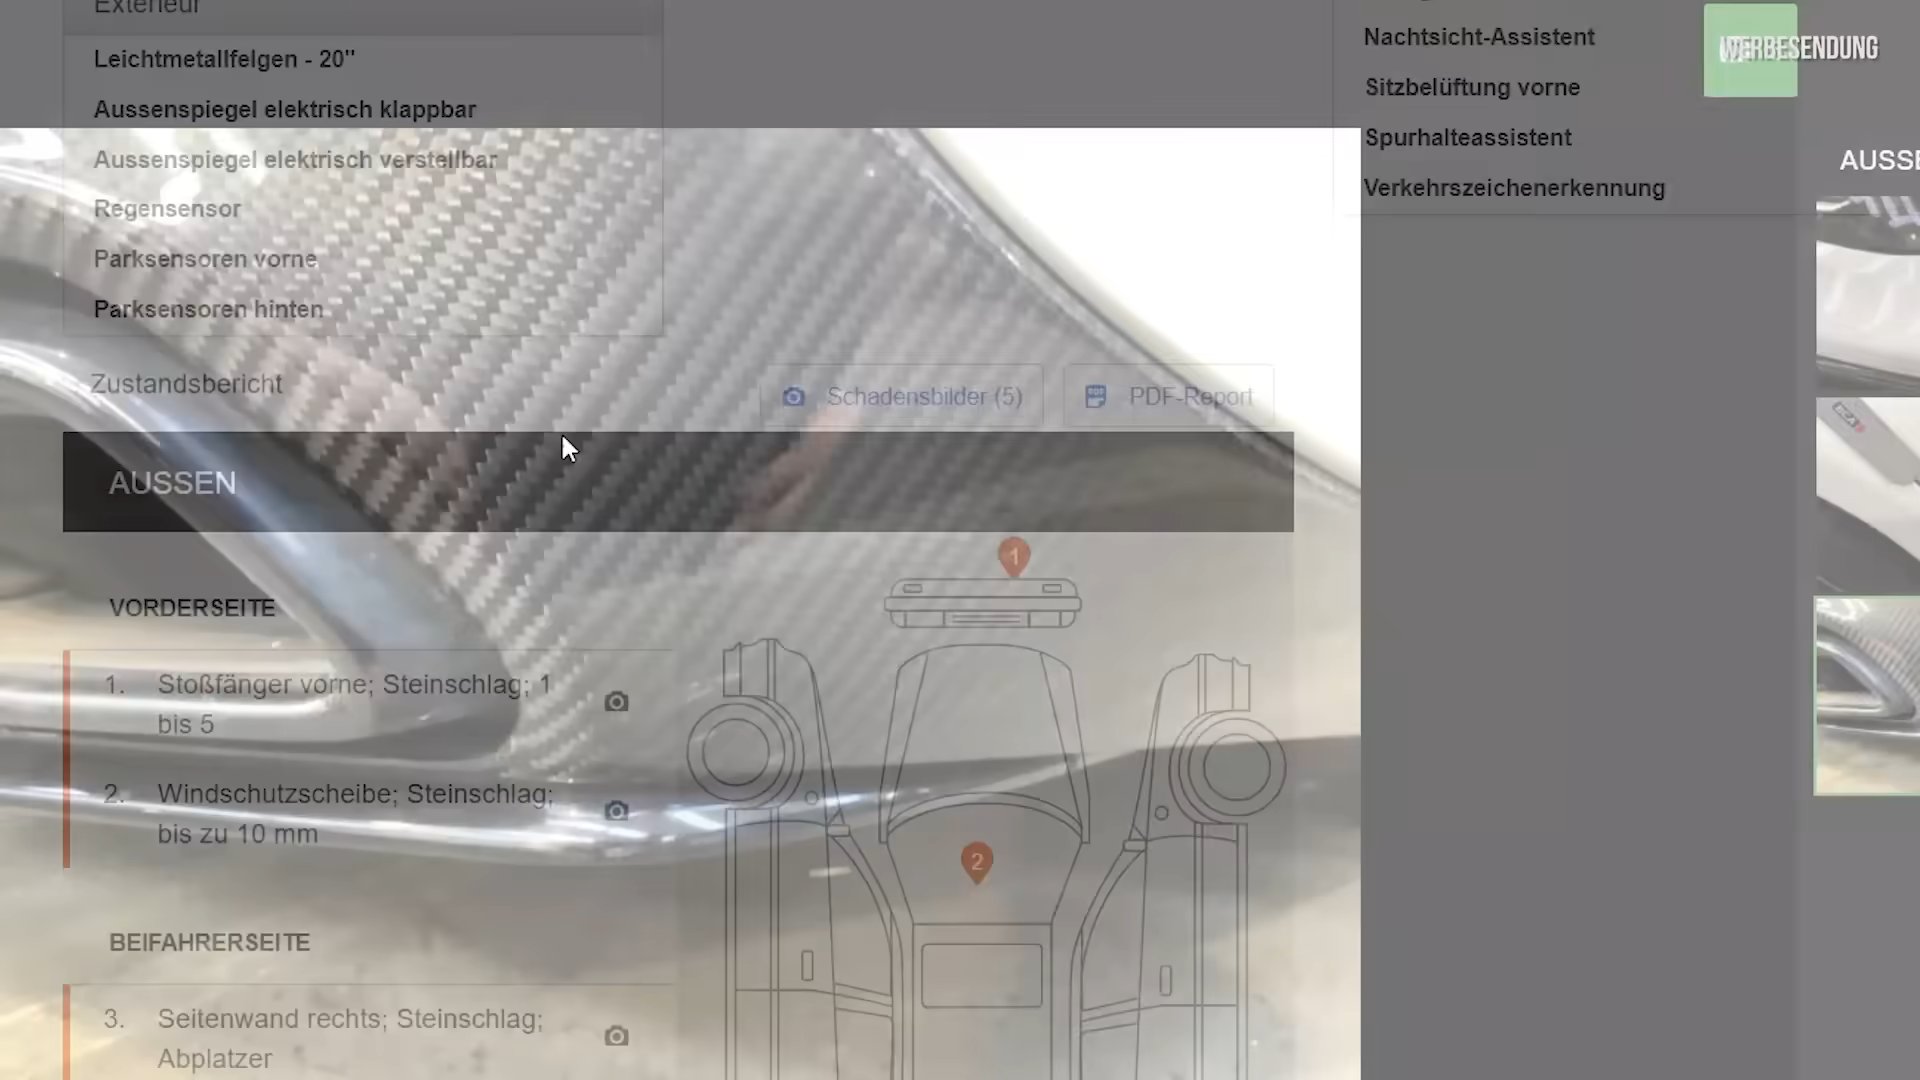 Exterieur
Leichtmetallfelgen - 20"
Aussenspiegel elektrisch klappbar
Aussenspiegel elektrisch verstellbar
Regensensor
Parksensoren vorne
Parksensoren hinten
Nachtsicht-Assistent
Sitzbelüftung vorne
Spurhalteassistent
Verkehrszeichenerkennung
WERBESENDUNG
AUSSE
Zustandsbericht
Schadensbilder (5)
PDF-Report
AUSSEN
VORDERSEITE
1. Stoßfänger vorne; Steinschlag; 1
bis 5
2. Windschutzscheibe; Steinschlag;
bis zu 10 mm
BEIFAHRERSEITE
3. Seitenwand rechts; Steinschlag;
Abplatzer
1
2
BCA